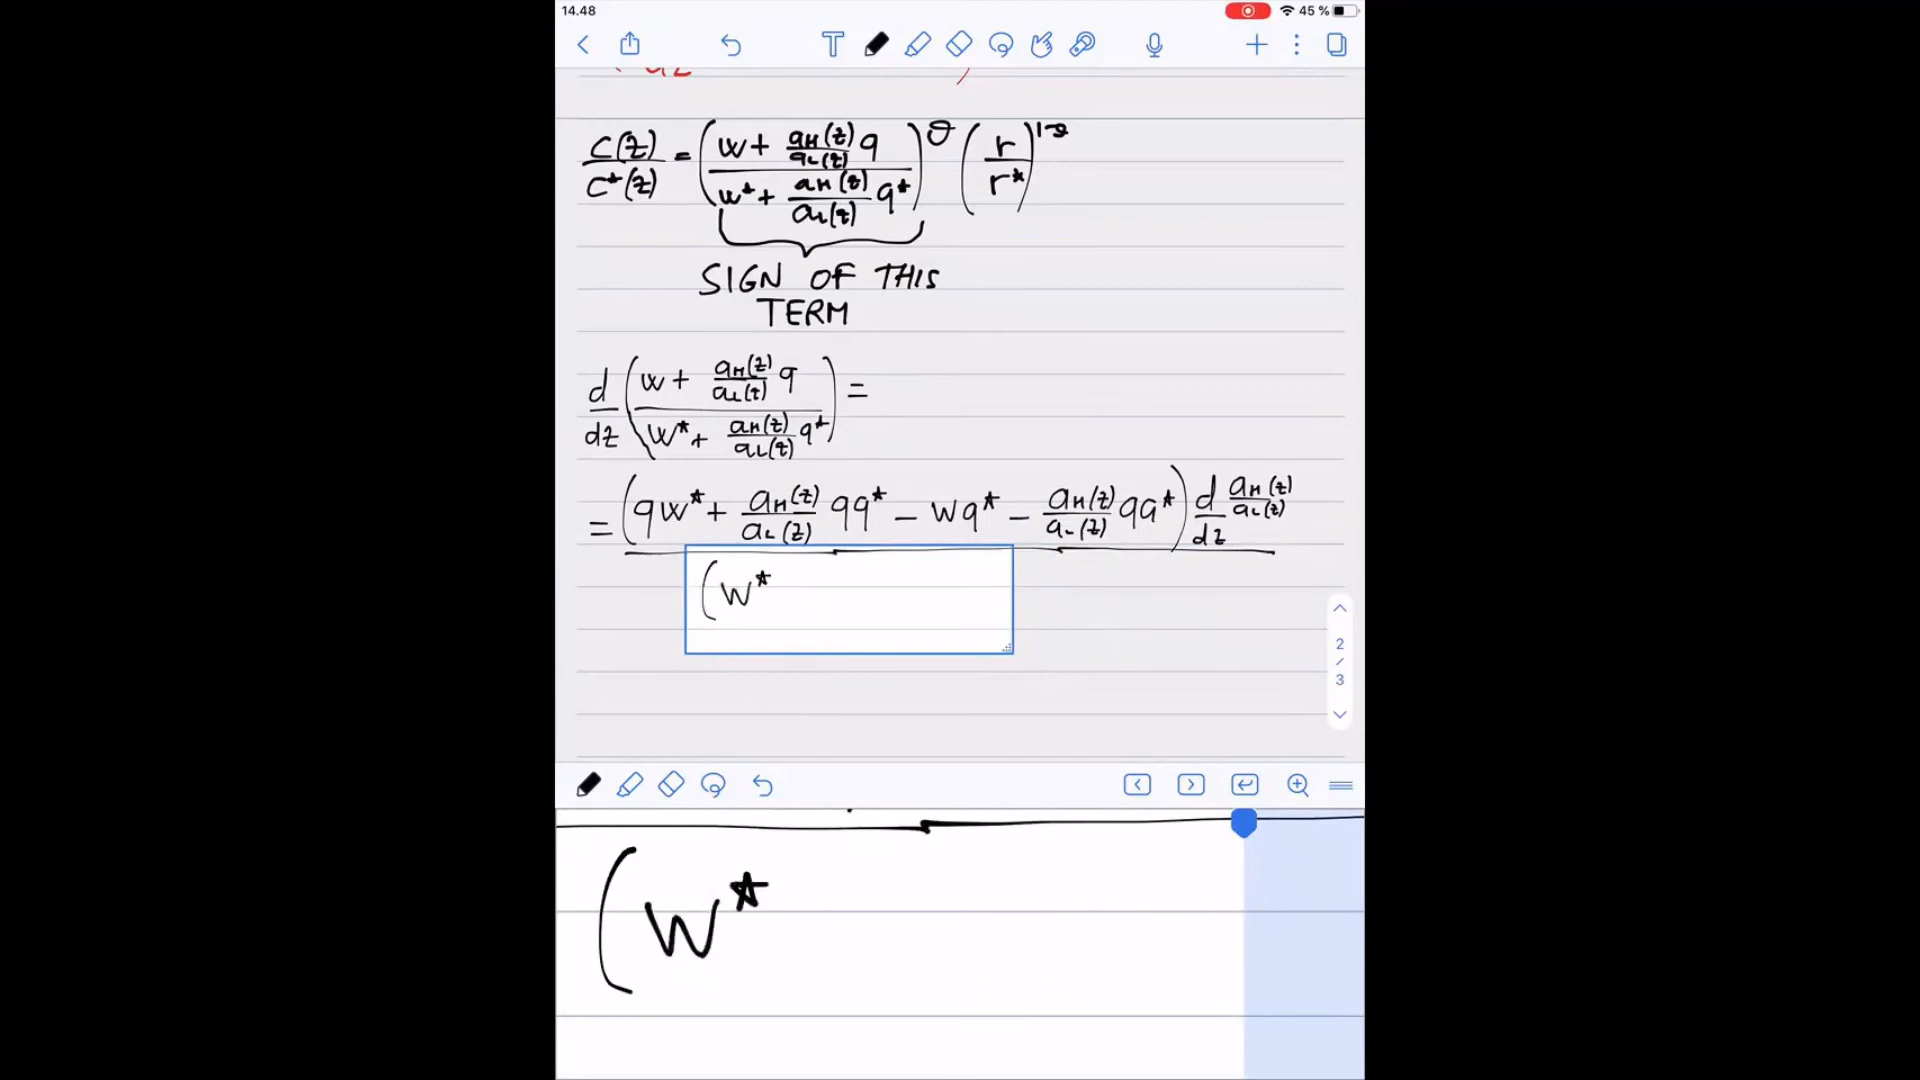 14.48
45 %
T
C(z) / C*(z) = ( w + aH(z)/aL(z) q / w* + aH(z)/aL(z) q* )^θ ( r / r* )^1-θ
SIGN OF THIS
TERM
d/dz ( w + aH(z)/aL(z) q / w* + aH(z)/aL(z) q* ) =
= ( qw* + aH(z)/aL(z) qq* - wq* - aH(z)/aL(z) qq* ) d/dz aH(z)/aL(z)
( w*
2
/
3
( w*